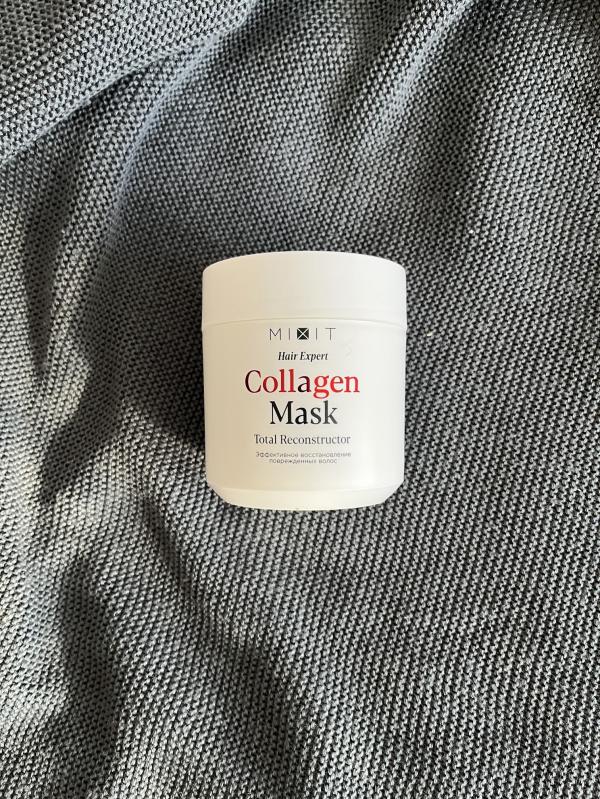 MIXIT
Hair Expert
Collagen
Mask
Total Reconstructor
Эффективное восстановление
поврежденных волос